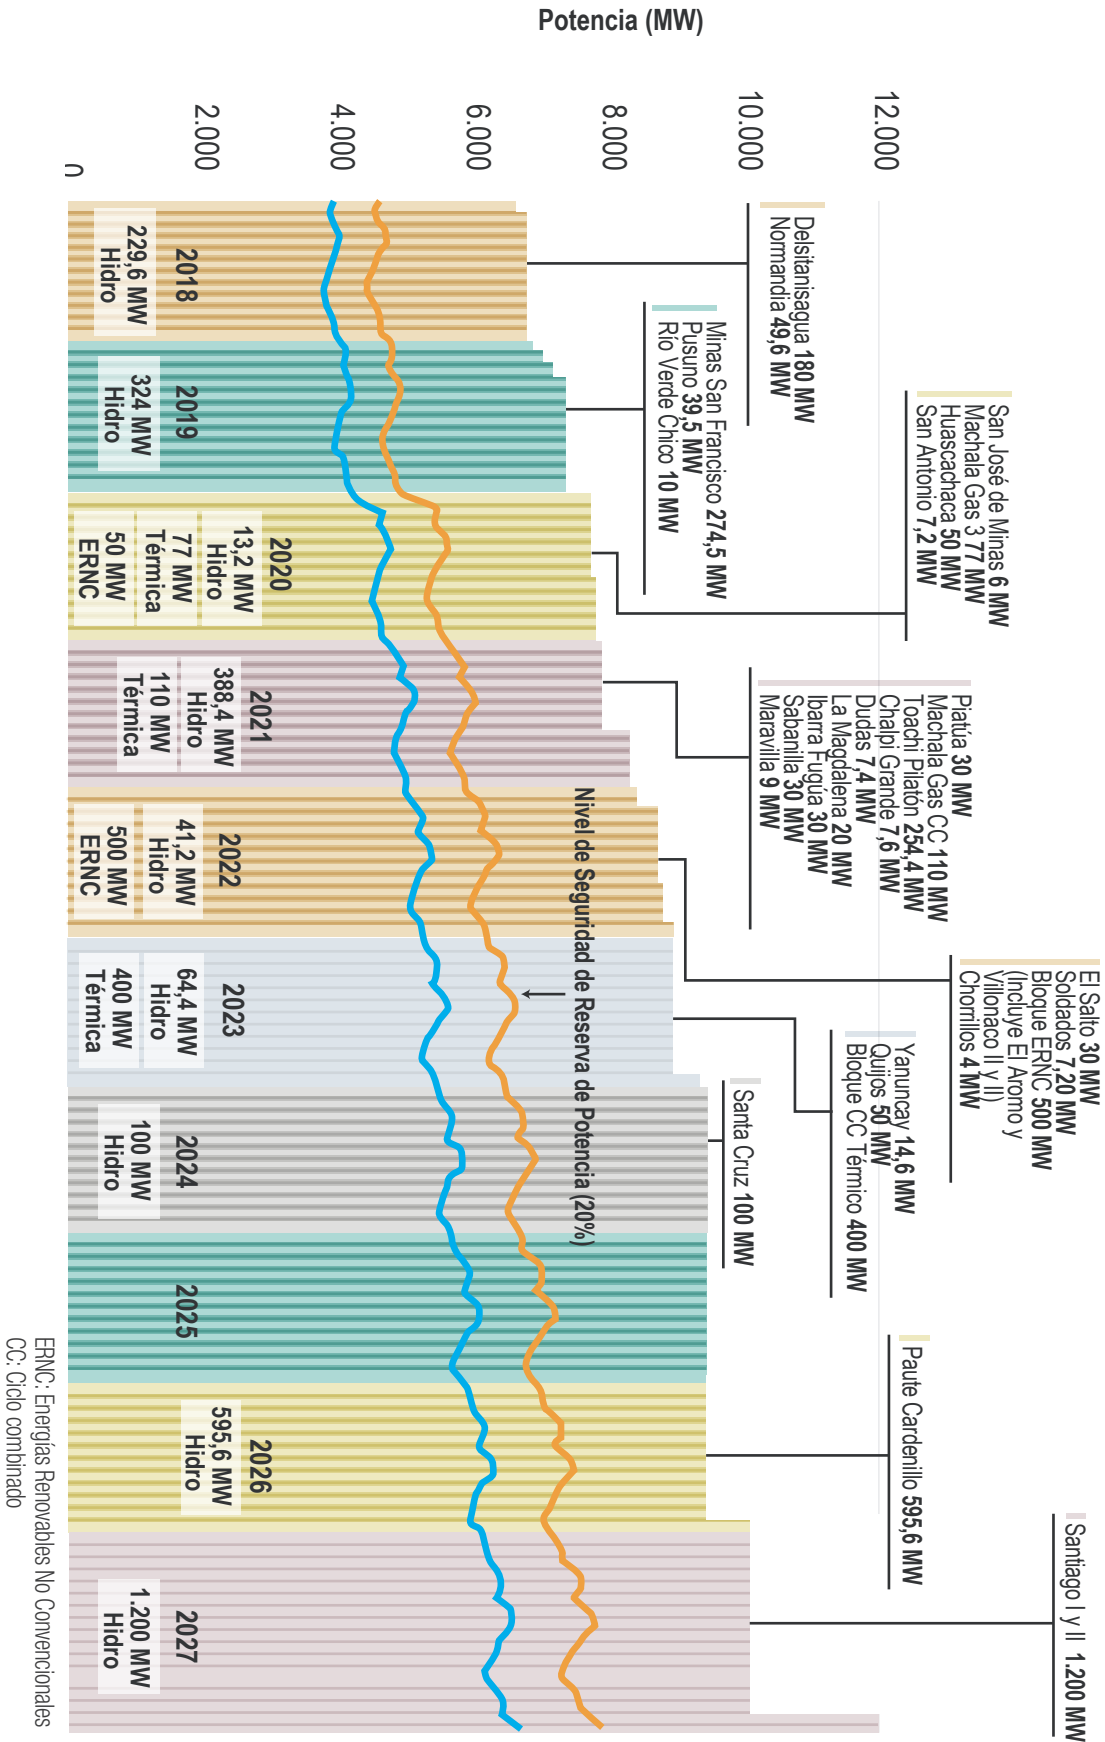 Potencia (MW)
12.000
10.000
8.000
6.000
4.000
2.000
0
Delsitanisagua 180 MW
Normandia 49,6 MW
Minas San Francisco 274,5 MW
Pusuno 39,5 MW
Río Verde Chico 10 MW
San José de Minas 6 MW
Machala Gas 3 77 MW
Huascachaca 50 MW
San Antonio 7,2 MW
Piatúa 30 MW
Machala Gas CC 110 MW
Toachi Pilatón 254,4 MW
Chalpi Grande 7,6 MW
Dudas 7,4 MW
La Magdalena 20 MW
Ibarra Fugúa 30 MW
Sabanilla 30 MW
Maravilla 9 MW
El Salto 30 MW
Soldados 7,20 MW
Bloque ERNC 500 MW
(Incluye El Aromo y
Villonaco II y II)
Chorrillos 4 MW
Yanuncay 14,6 MW
Quijos 50 MW
Bloque CC Térmico 400 MW
Santa Cruz 100 MW
Paute Cardenillo 595,6 MW
Santiago I y II 1.200 MW
Nivel de Seguridad de Reserva de Potencia (20%)
2018
229,6 MW
Hidro
2019
324 MW
Hidro
2020
13,2 MW
Hidro
77 MW
Térmica
50 MW
ERNC
2021
388,4 MW
Hidro
110 MW
Térmica
2022
41,2 MW
Hidro
500 MW
ERNC
2023
64,4 MW
Hidro
400 MW
Térmica
2024
100 MW
Hidro
2025
2026
595,6 MW
Hidro
2027
1.200 MW
Hidro
ERNC: Energías Renovables No Convencionales
CC: Ciclo combinado